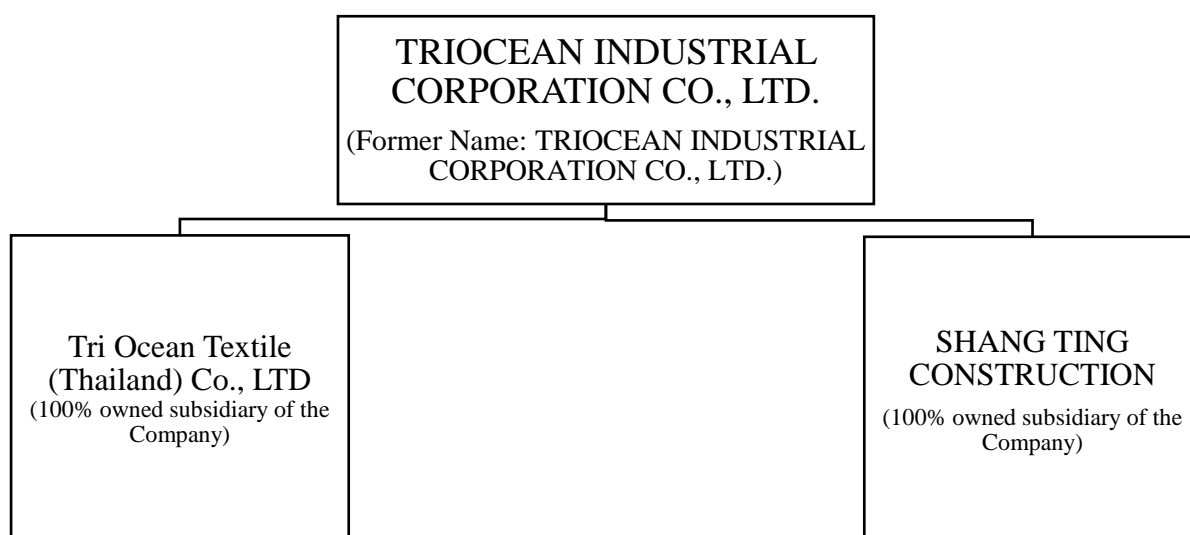 TRIOCEAN INDUSTRIAL
CORPORATION CO., LTD.
(Former Name: TRIOCEAN INDUSTRIAL
CORPORATION CO., LTD.)
Tri Ocean Textile
(Thailand) Co., LTD
(100% owned subsidiary of the
Company)
SHANG TING
CONSTRUCTION
(100% owned subsidiary of the
Company)